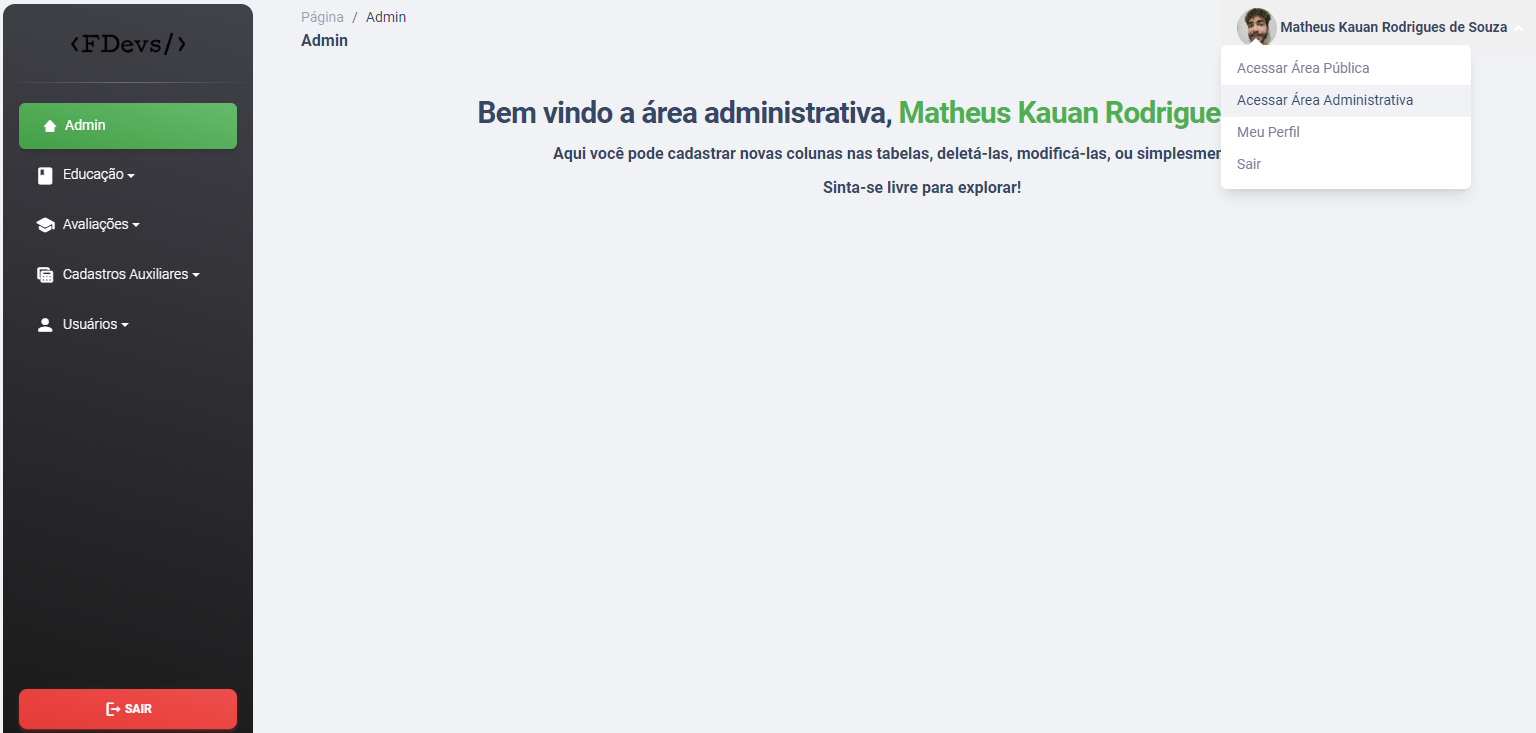 <FDevs/>
Admin
Educação
Avaliações
Cadastros Auxiliares
Usuários
SAIR
Página / Admin
Admin
Matheus Kauan Rodrigues de Souza
Acessar Área Pública
Acessar Área Administrativa
Meu Perfil
Sair
Bem vindo a área administrativa, Matheus Kauan Rodrigue
Aqui você pode cadastrar novas colunas nas tabelas, deletá-las, modificá-las, ou simplesmen
Sinta-se livre para explorar!